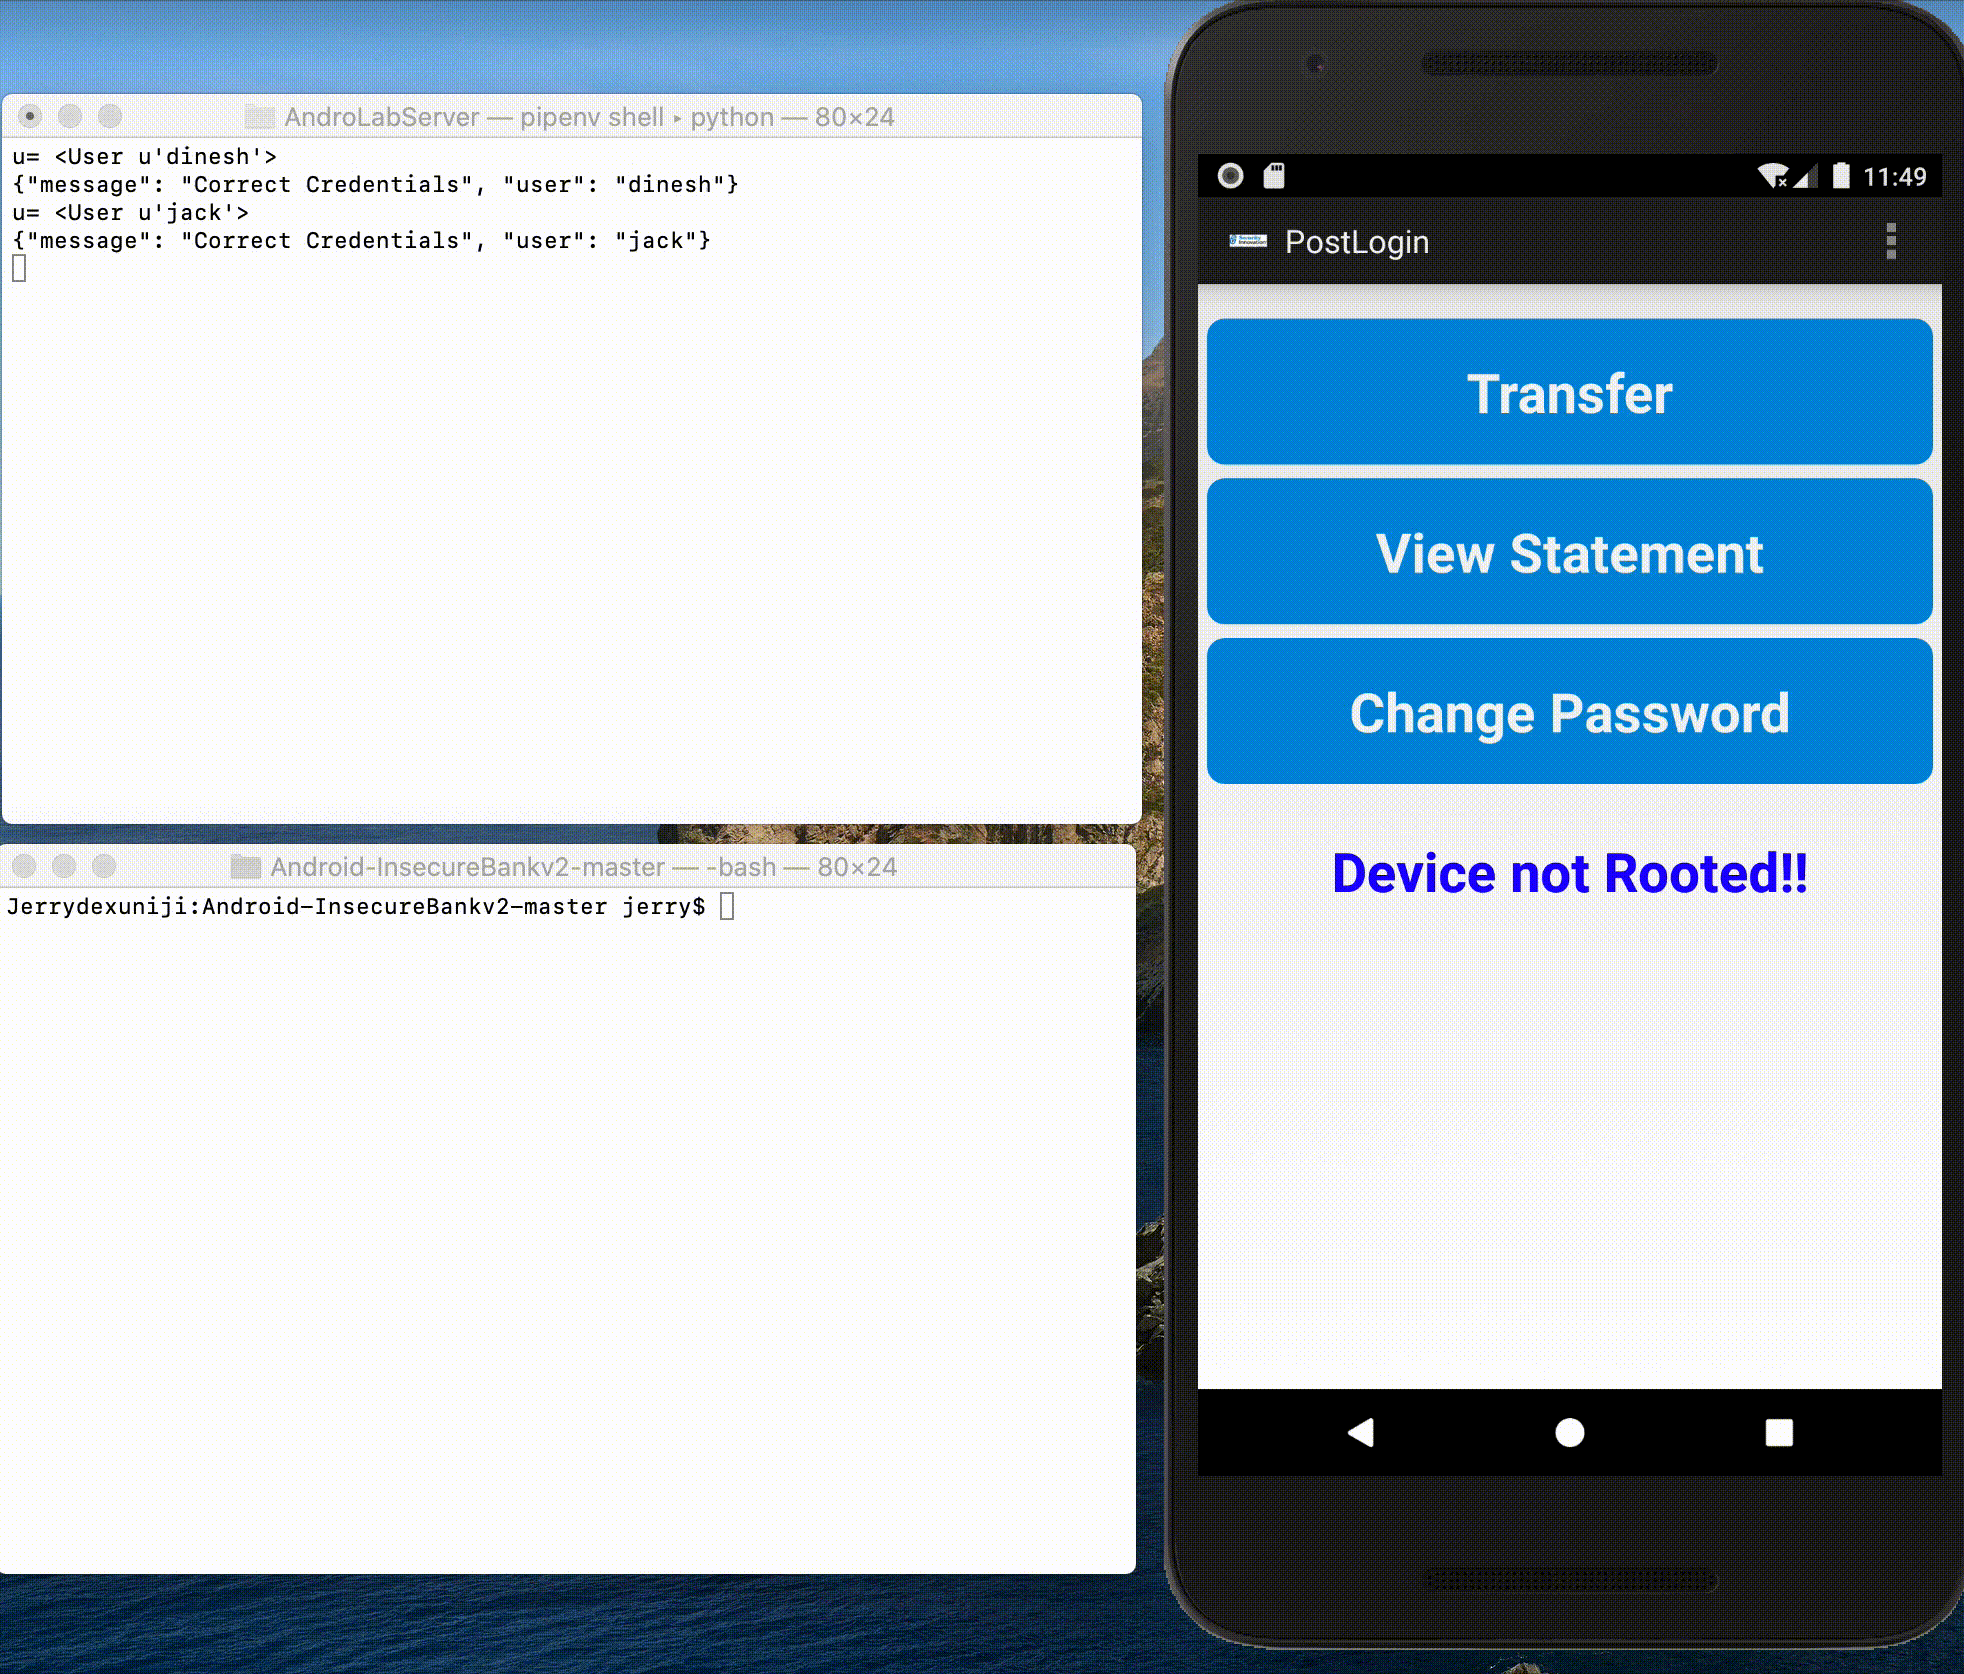 AndroLabServer — pipenv shell ▸ python — 80×24
u= <User u'dinesh'>
{"message": "Correct Credentials", "user": "dinesh"}
u= <User u'jack'>
{"message": "Correct Credentials", "user": "jack"}
Android-InsecureBankv2-master — -bash — 80×24
Jerrydexuniji:Android-InsecureBankv2-master jerry$
11:49
Security
Innovation
PostLogin
Transfer
View Statement
Change Password
Device not Rooted!!